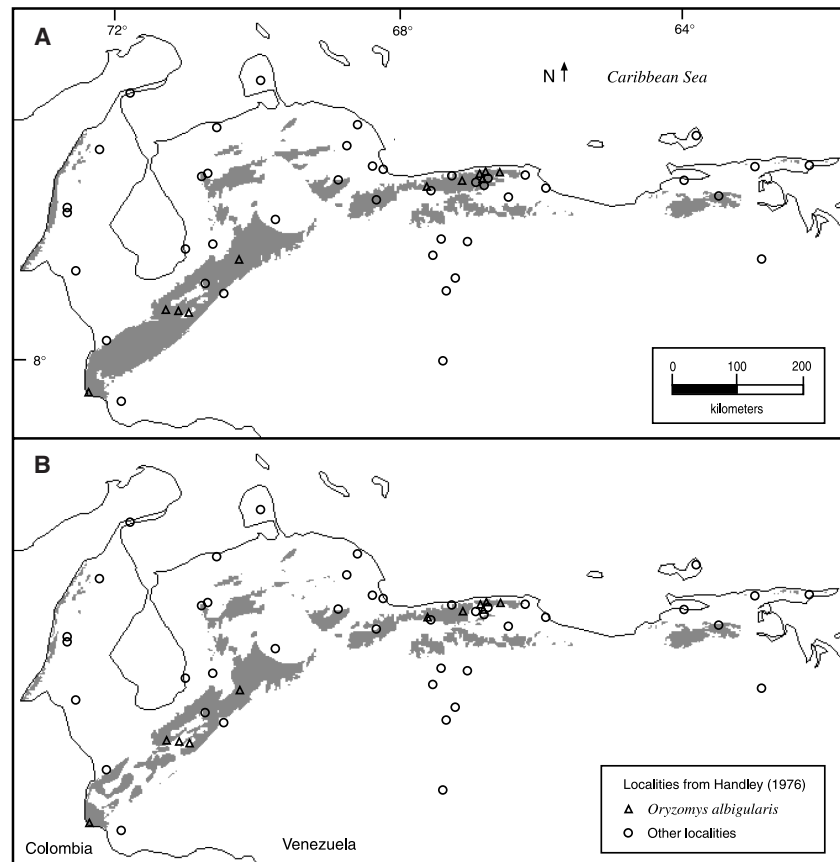 A
72°
68°
64°
N
Caribbean Sea
8°
0 100 200
kilometers
B
Localities from Handley (1976)
Oryzomys albigularis
Other localities
Colombia
Venezuela